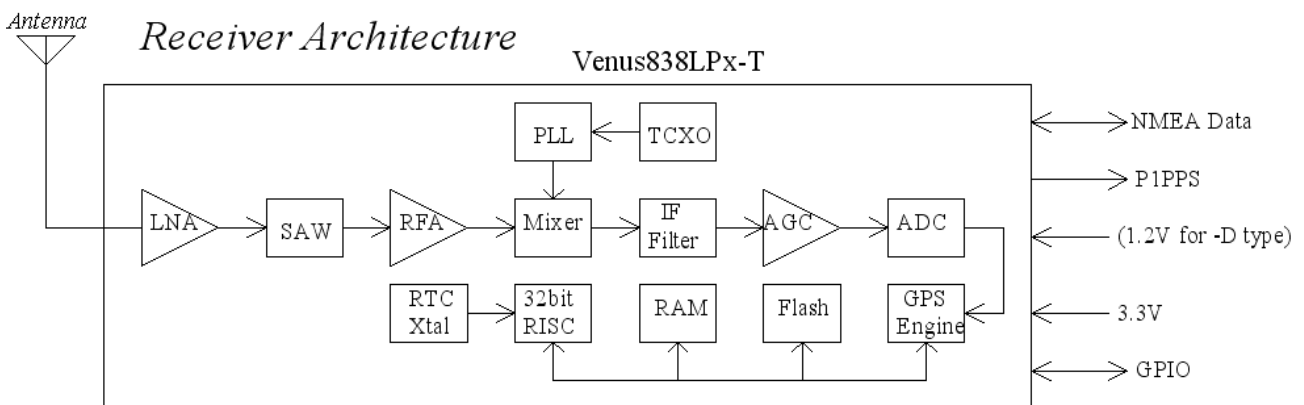 Antenna
Receiver Architecture
Venus838LPx-T
PLL
TCXO
NMEA Data
P1PPS
LNA
SAW
RFA
Mixer
IF
Filter
AGC
ADC
(1.2V for -D type)
RTC
Xtal
32bit
RISC
RAM
Flash
GPS
Engine
3.3V
GPIO